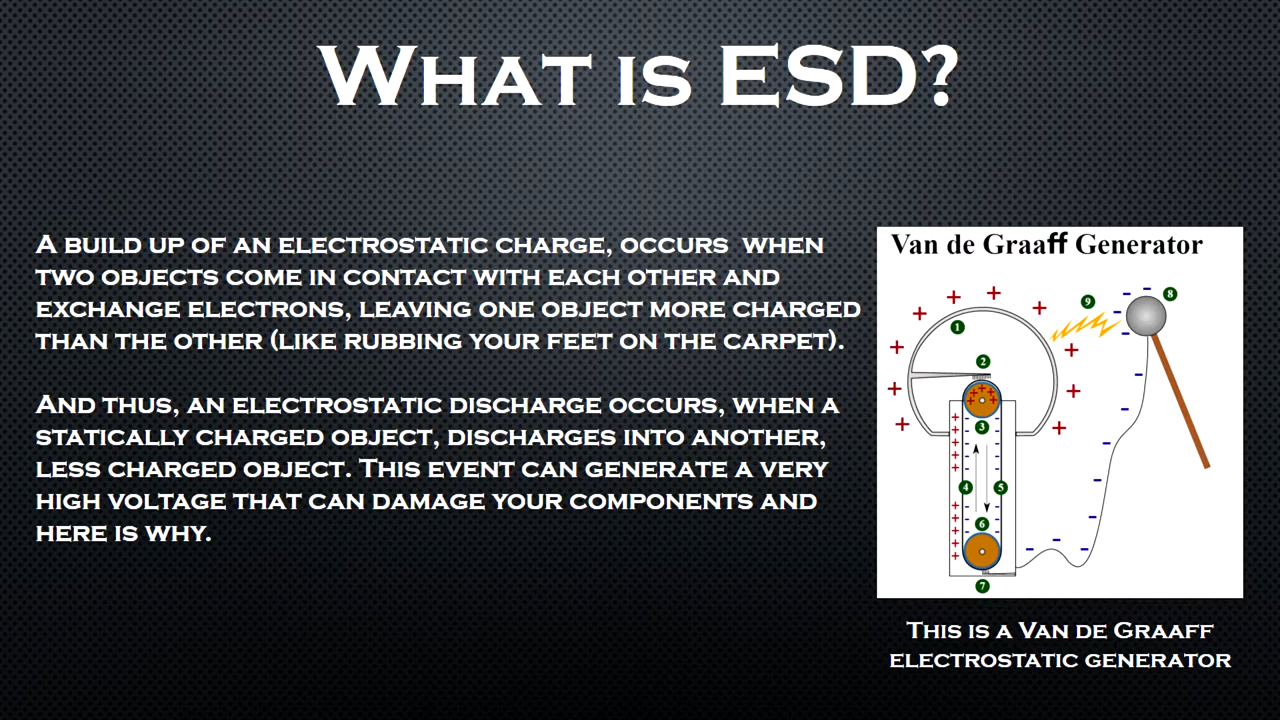 What is ESD?
A build up of an electrostatic charge, occurs  when
two objects come in contact with each other and
exchange electrons, leaving one object more charged
than the other (like rubbing your feet on the carpet).
And thus, an electrostatic discharge occurs, when a
statically charged object, discharges into another,
less charged object. This event can generate a very
high voltage that can damage your components and
here is why.
Van de Graaff Generator
1
2
3
4
5
6
7
8
9
This is a Van de Graaff
electrostatic generator